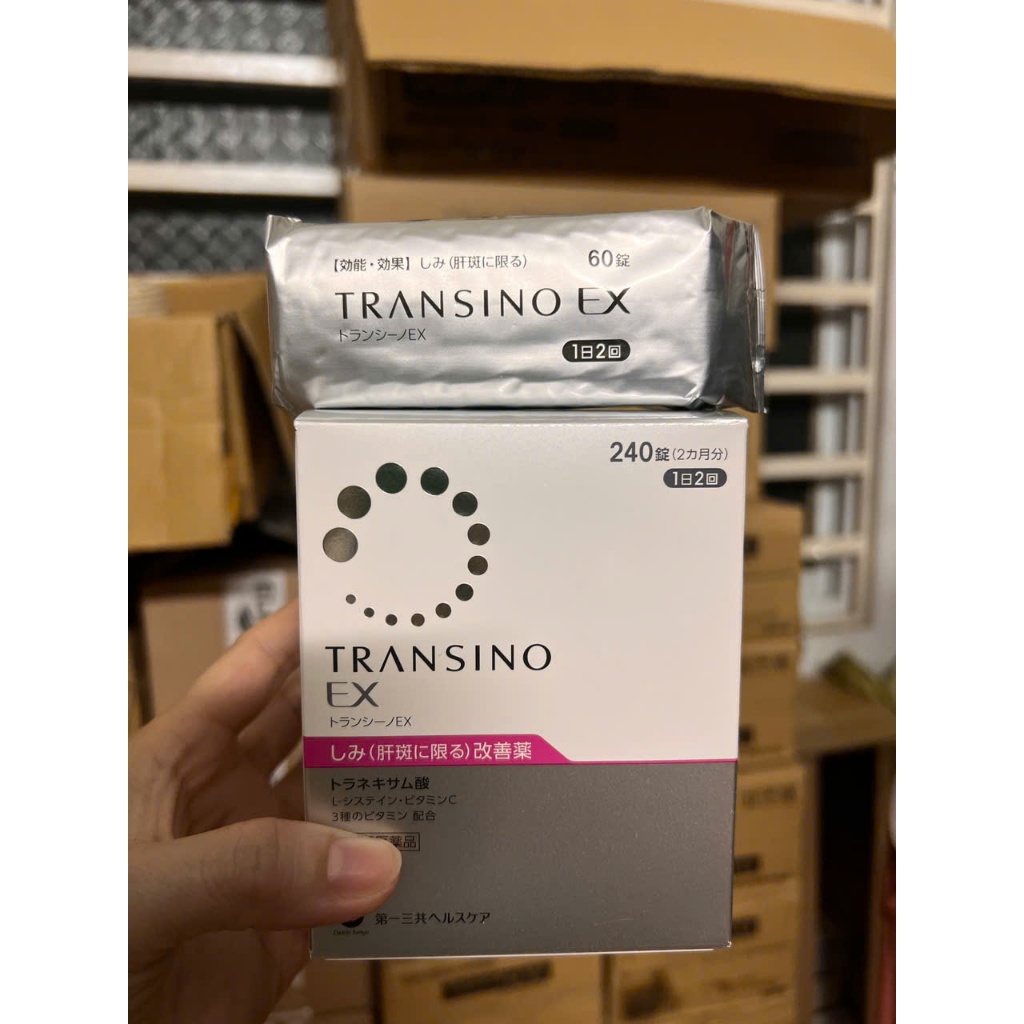 【効能・効果】しみ(肝斑に限る) 60錠
TRANSINO EX
トランシーノEX
1日2回
240錠(2カ月分)
1日2回
TRANSINO
EX
トランシーノEX
しみ(肝斑に限る)改善薬
トラネキサム酸
L-システイン・ビタミンC
3種のビタミン 配合
医薬品
第一三共ヘルスケア